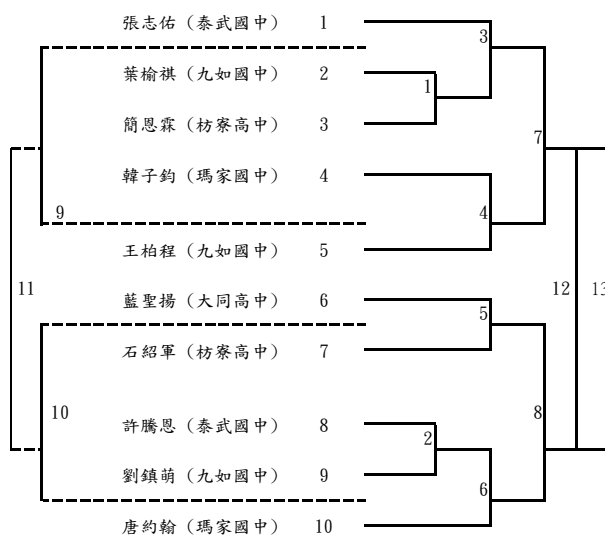 張志佑（泰武國中） 1
3
葉榆祺（九如國中） 2
1
簡恩霖（枋寮高中） 3
7
韓子鈞（瑪家國中） 4
9
4
王柏程（九如國中） 5
11
12
13
藍聖揚（大同高中） 6
5
石紹軍（枋寮高中） 7
10
8
許騰恩（泰武國中） 8
2
劉鎮萌（九如國中） 9
6
唐約翰（瑪家國中） 10